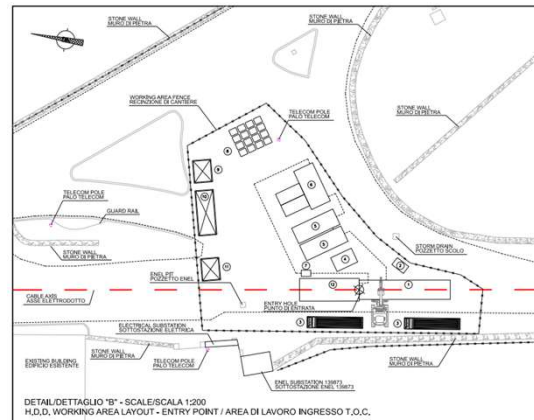 STONE WALL
MURO DI PIETRA
STONE WALL
MURO DI PIETRA
WORKING AREA FENCE
RECINZIONE DI CANTIERE
TELECOM POLE
PALO TELECOM
STONE WALL
MURO DI PIETRA
TELECOM POLE
PALO TELECOM
GUARD RAIL
STONE WALL
MURO DI PIETRA
STORM DRAIN
POZZETTO SCOLO
ENEL PIT
POZZETTO ENEL
CABLE AXIS
ASSE ELETTRODOTTO
ENTRY HOLE
PUNTO DI ENTRATA
ELECTRICAL SUBSTATION
SOTTOSTAZIONE ELETTRICA
STONE WALL
MURO DI PIETRA
EXISTING BUILDING
EDIFICIO ESISTENTE
TELECOM POLE
PALO TELECOM
STONE WALL
MURO DI PIETRA
ENEL SUBSTATION 139873
SOTTOSTAZIONE ENEL 139873
DETAIL/DETTAGLIO "B" - SCALE/SCALA 1:200
H.D.D. WORKING AREA LAYOUT - ENTRY POINT / AREA DI LAVORO INGRESSO T.O.C.